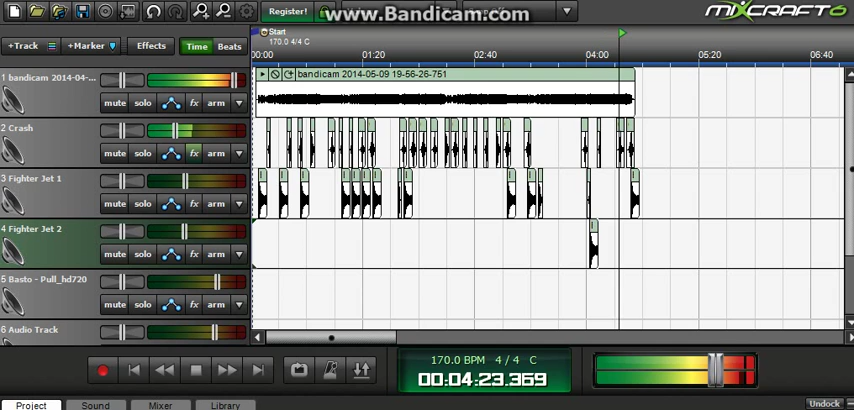 Register!
www.Bandicam.com
MIXCRAFT 6
+Track
+Marker
Effects
Time
Beats
Start
170.0 4/4 C
00:00
01:20
02:40
04:00
05:20
06:40
1 bandicam 2014-04-...
mute solo fx arm
bandicam 2014-05-09 19-56-26-751
2 Crash
mute solo fx arm
3 Fighter Jet 1
mute solo fx arm
4 Fighter Jet 2
mute solo fx arm
5 Basto - Pull_hd720
mute solo fx arm
6 Audio Track
170.0 BPM 4 / 4 C
00:04:23.369
Project
Sound
Mixer
Library
Undock